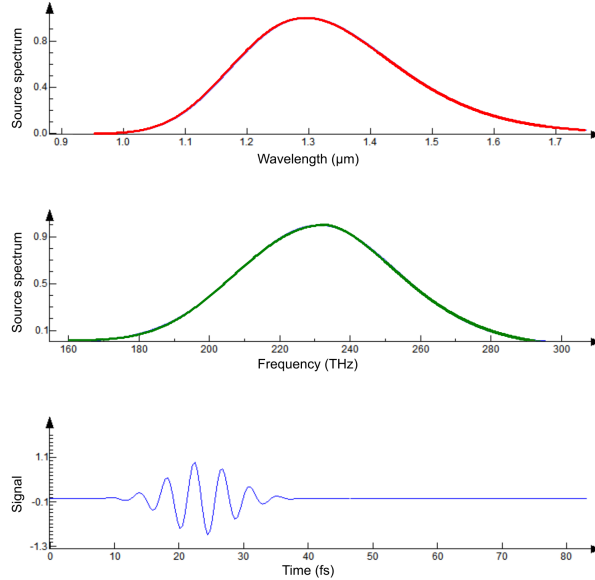 Source spectrum
0.8
0.4
0.0
0.9 1.0 1.1 1.2 1.3 1.4 1.5 1.6 1.7
Wavelength (μm)
Source spectrum
0.9
0.5
0.1
160 180 200 220 240 260 280 300
Frequency (THz)
Signal
1.1
-0.1
-1.3
0 10 20 30 40 50 60 70 80
Time (fs)